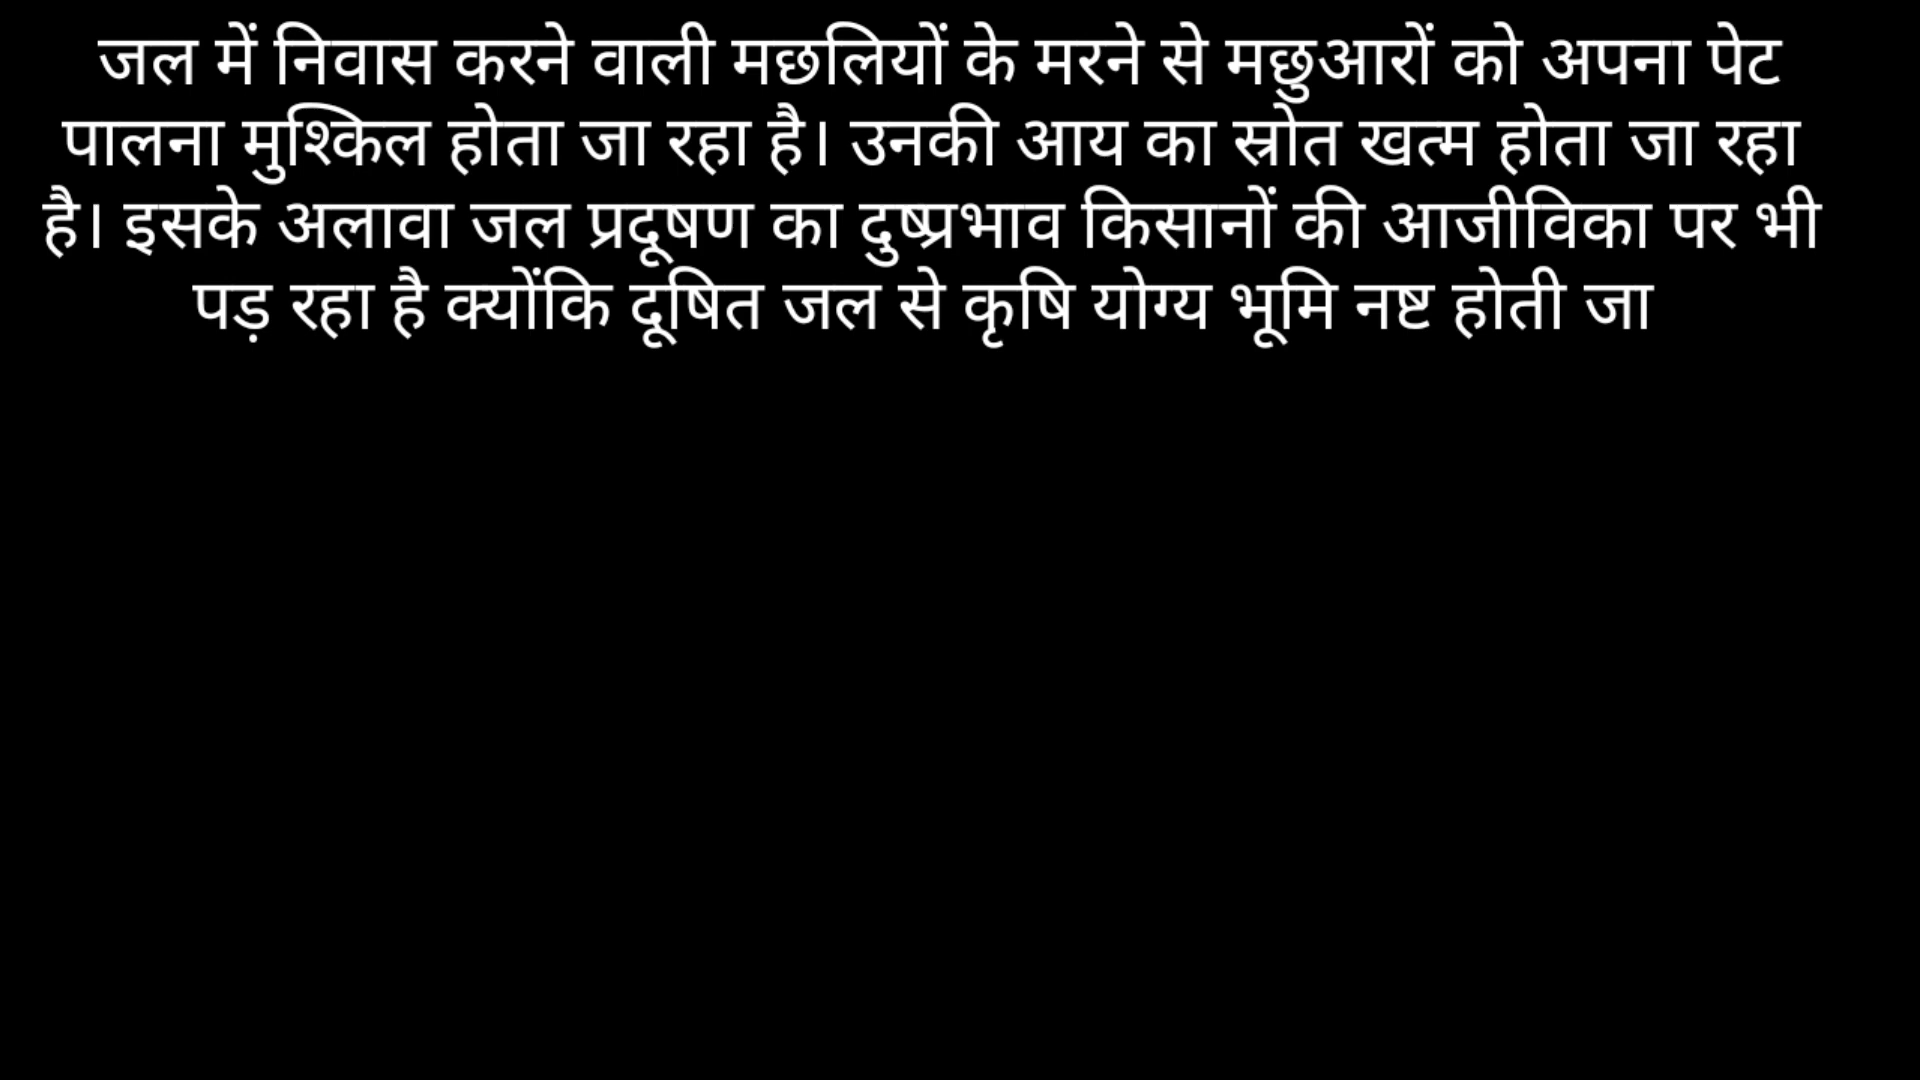 जल में निवास करने वाली मछलियों के मरने से मछुआरों को अपना पेट
पालना मुश्किल होता जा रहा है। उनकी आय का स्रोत खत्म होता जा रहा
है। इसके अलावा जल प्रदूषण का दुष्प्रभाव किसानों की आजीविका पर भी
पड़ रहा है क्योंकि दूषित जल से कृषि योग्य भूमि नष्ट होती जा